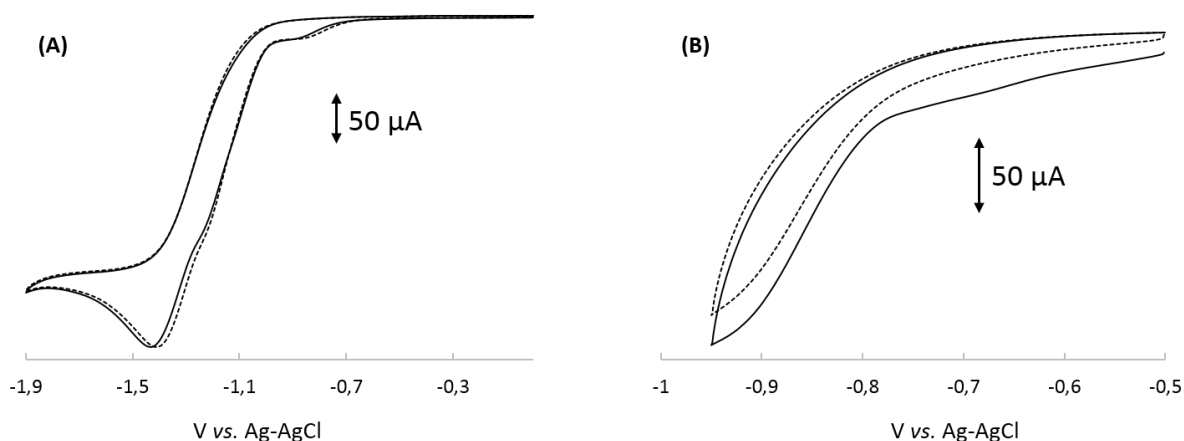 (A)
50 µA
-1,9 -1,5 -1,1 -0,7 -0,3
V vs. Ag-AgCl
(B)
50 µA
-1 -0,9 -0,8 -0,7 -0,6 -0,5
V vs. Ag-AgCl